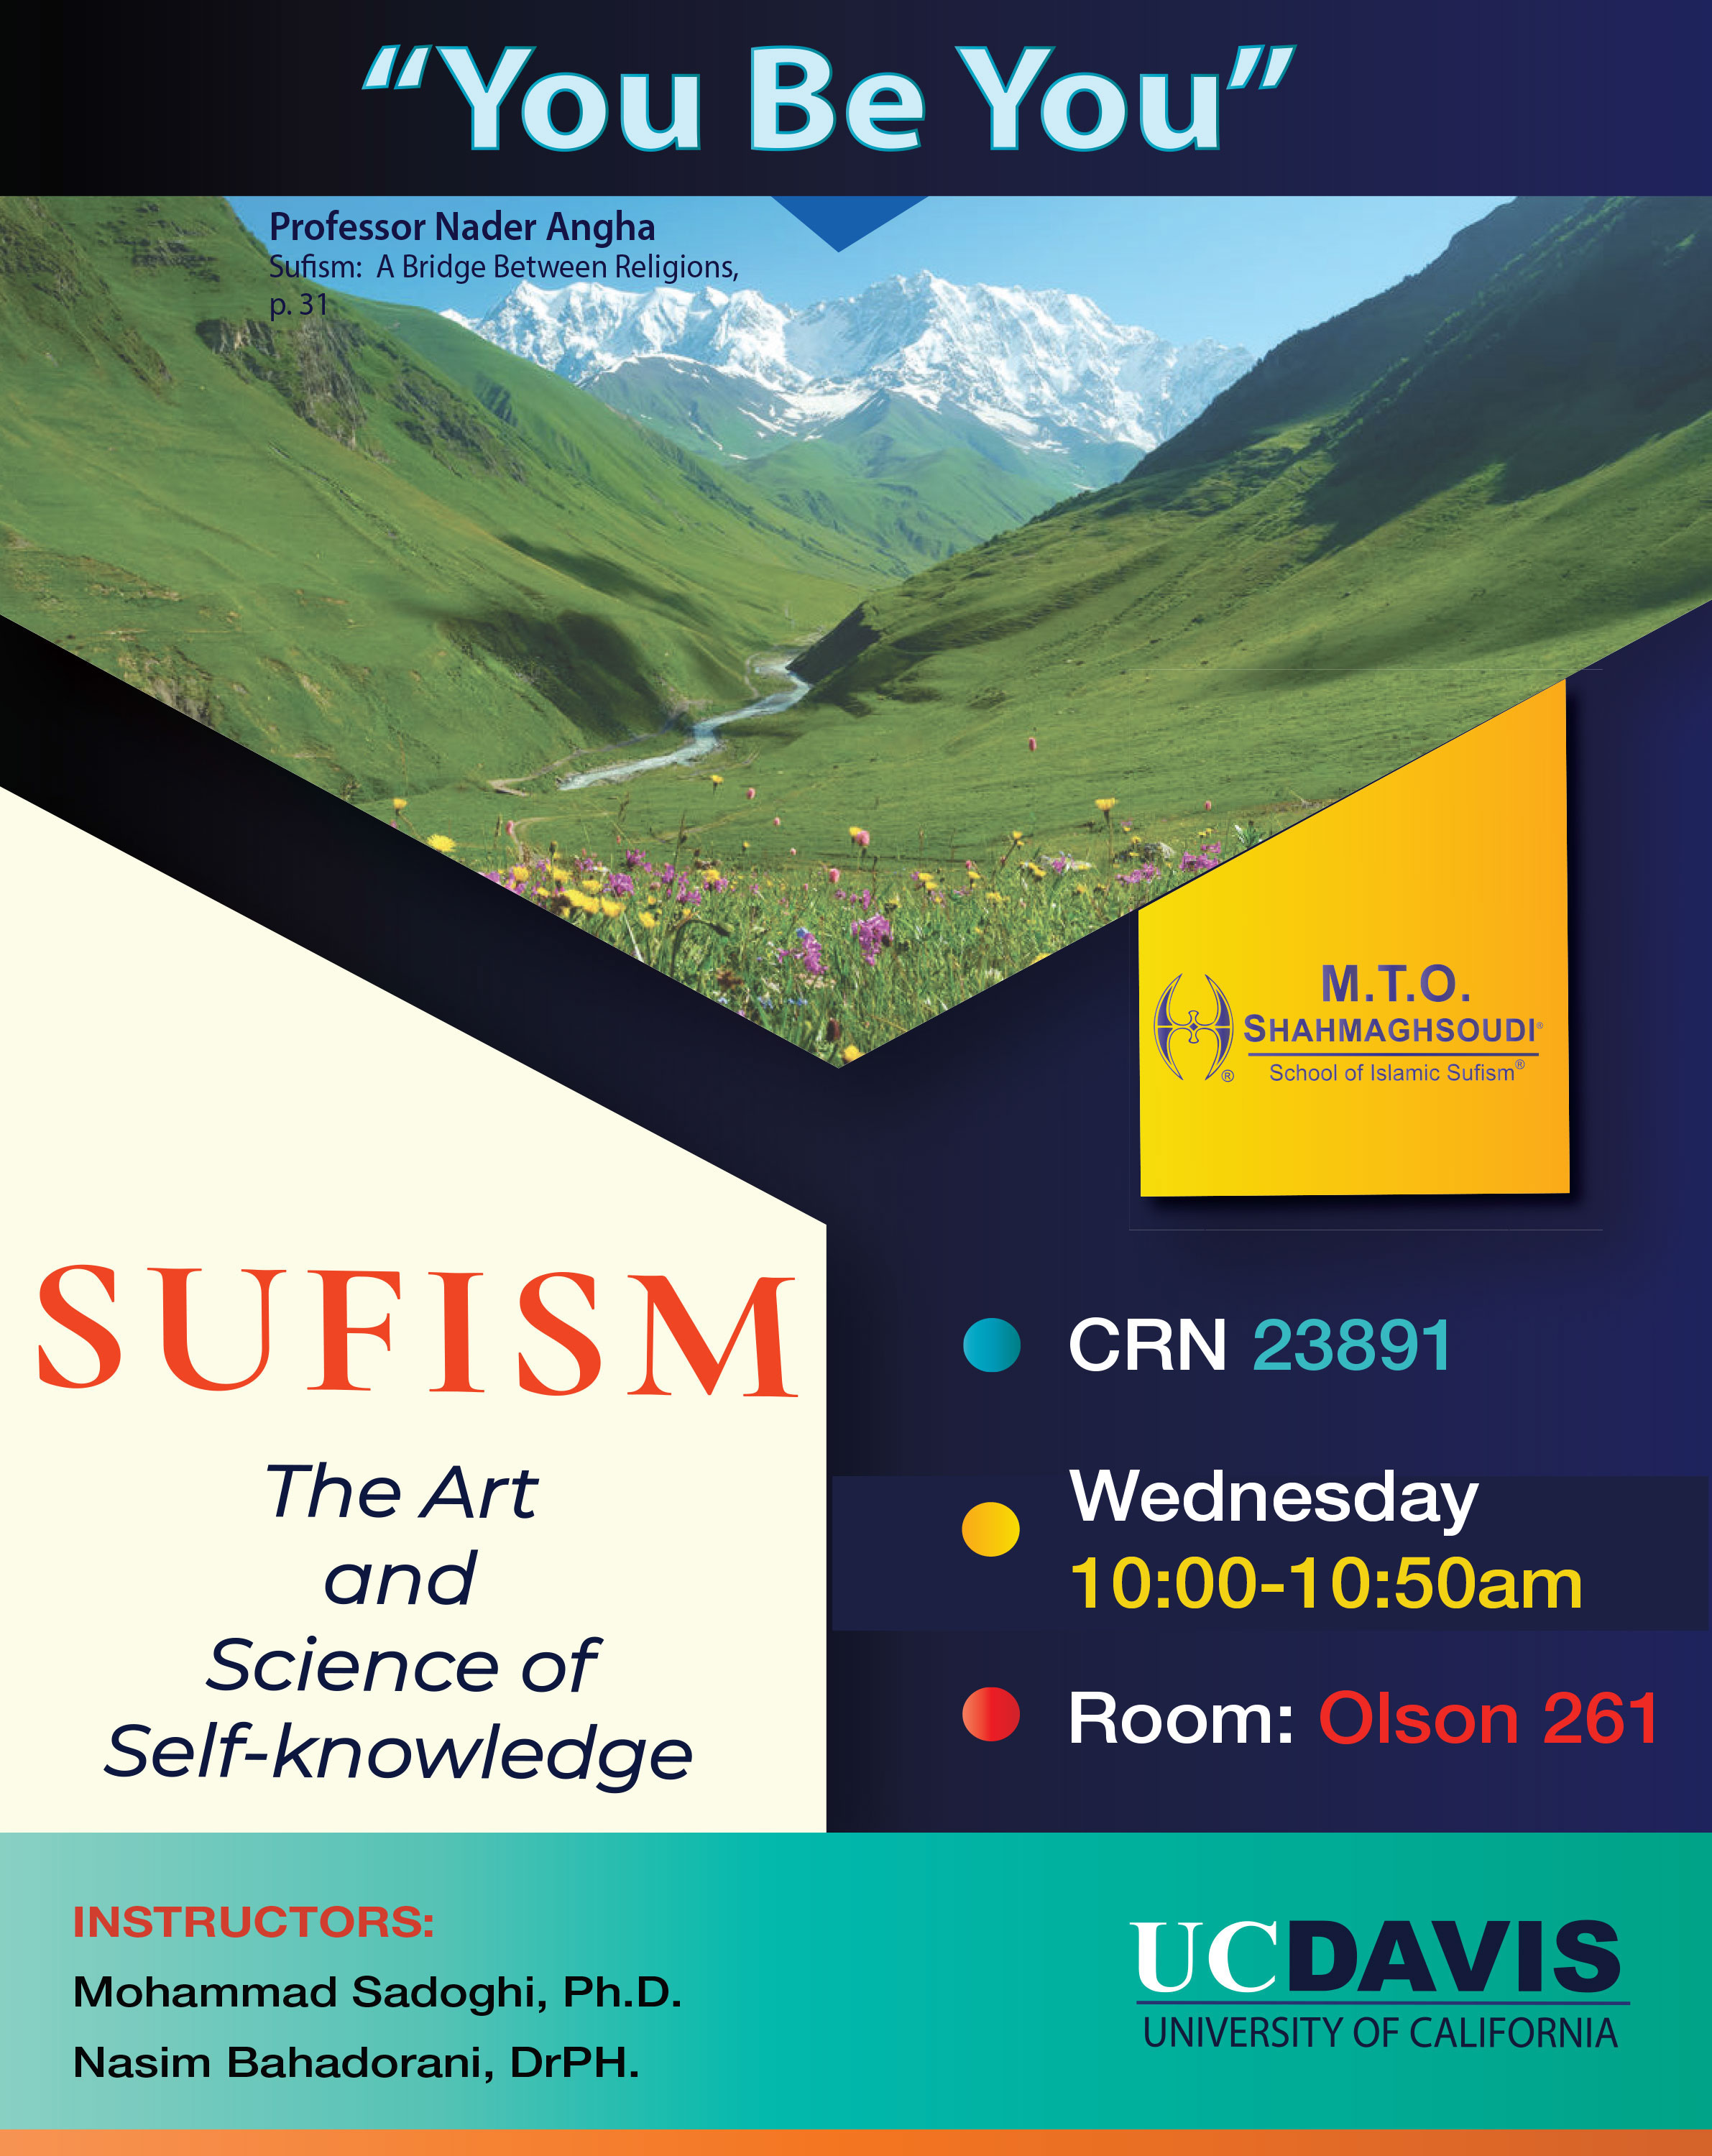 “You Be You”
Professor Nader Angha
Sufism: A Bridge Between Religions,
p. 31
M.T.O.
SHAHMAGHSOUDI®
School of Islamic Sufism®
®
SUFISM
The Art
and
Science of
Self-knowledge
CRN 23891
Wednesday
10:00-10:50am
Room: Olson 261
INSTRUCTORS:
Mohammad Sadoghi, Ph.D.
Nasim Bahadorani, DrPH.
UCDAVIS
UNIVERSITY OF CALIFORNIA